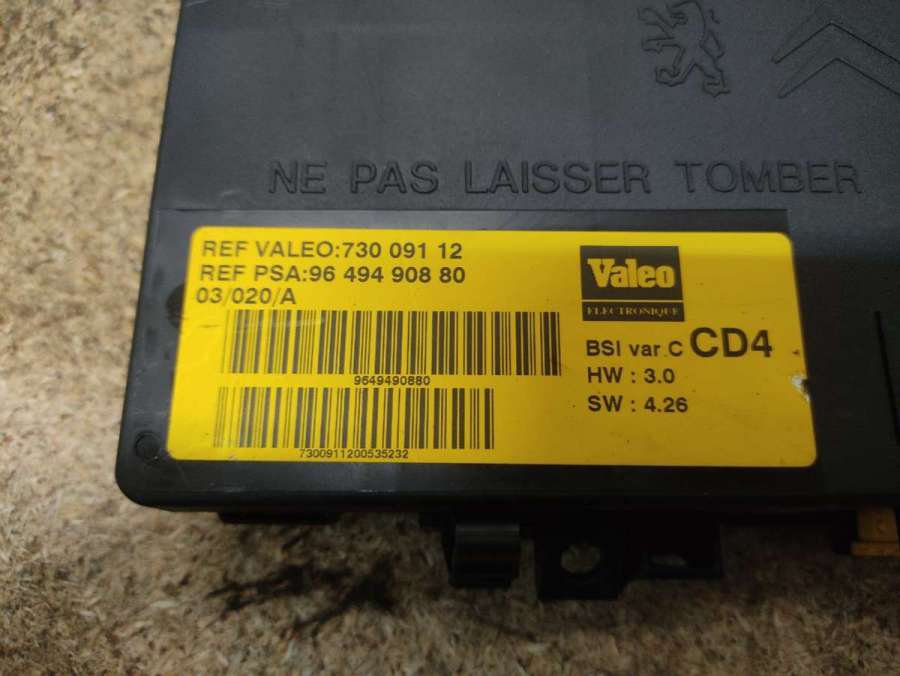 NE PAS LAISSER TOMBER
REF VALEO:730 091 12
REF PSA:96 494 908 80
03/020/A
9649490880
7300911200535232
Valeo
ELECTRONIQUE
BSI var.C CD4
HW : 3.0
SW : 4.26